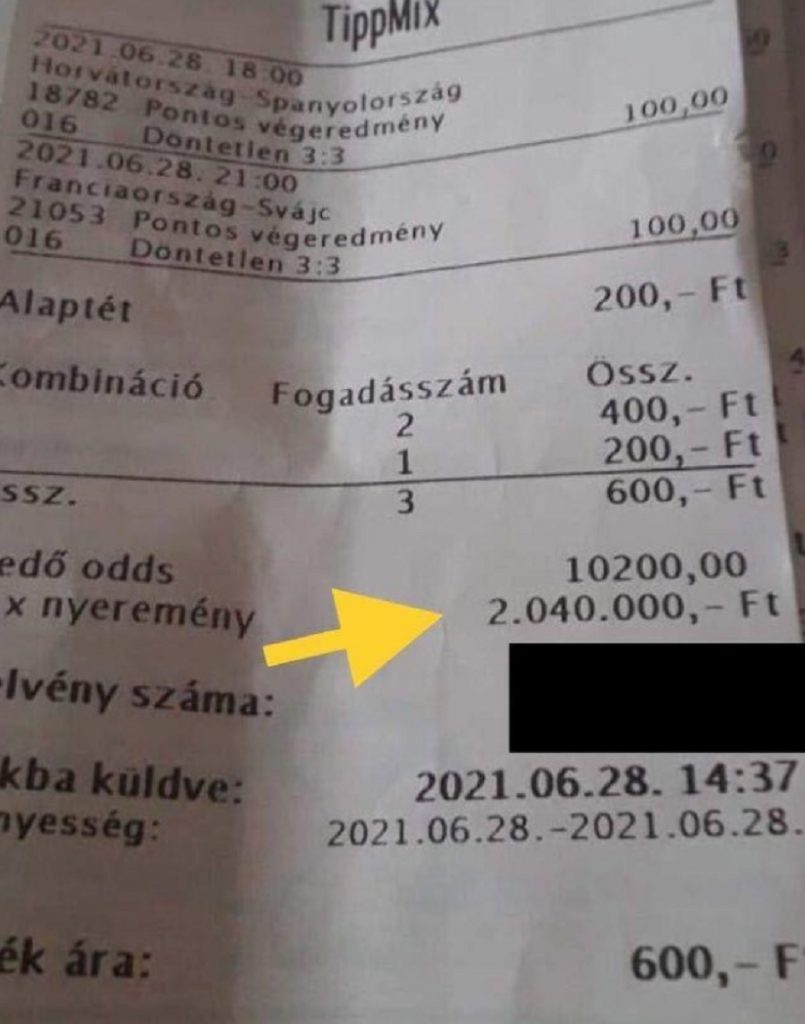 TippMix
2021.06.28. 18:00
Horvátország-Spanyolország
18782 Pontos végeredmény 100,00
016 Döntetlen 3:3
2021.06.28. 21:00
Franciaország-Svájc
21053 Pontos végeredmény 100,00
016 Döntetlen 3:3
Alaptét 200,- Ft
Kombináció Fogadásszám Össz.
2 400,- Ft
1 200,- Ft
ssz. 3 600,- Ft
edő odds 10200,00
x nyeremény 2.040.000,- Ft
elvény száma:
kba küldve: 2021.06.28. 14:37
nyesség: 2021.06.28.-2021.06.28.
ék ára: 600,- F